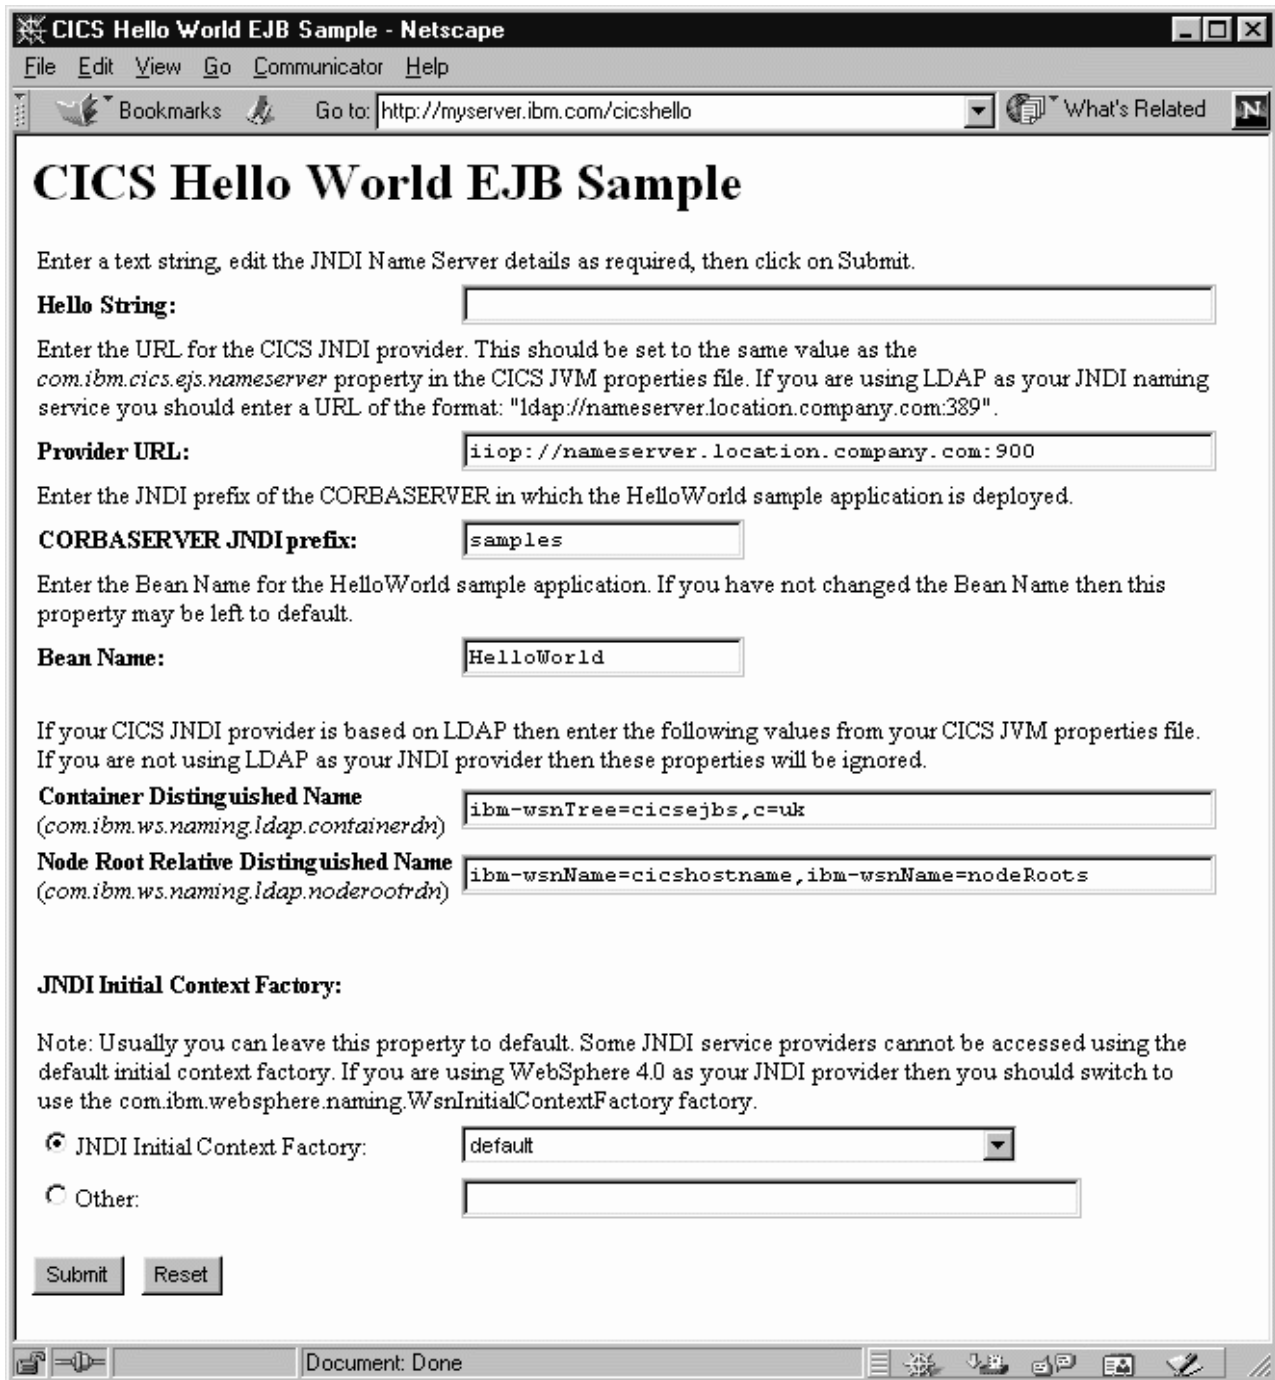 CICS Hello World EJB Sample - Netscape
File Edit View Go Communicator Help
Bookmarks Go to: http://myserver.ibm.com/cicshello What's Related N
CICS Hello World EJB Sample
Enter a text string, edit the JNDI Name Server details as required, then click on Submit.
Hello String:
Enter the URL for the CICS JNDI provider. This should be set to the same value as the
com.ibm.cics.ejs.nameserver property in the CICS JVM properties file. If you are using LDAP as your JNDI naming
service you should enter a URL of the format: "ldap://nameserver.location.company.com:389".
Provider URL: iiop://nameserver.location.company.com:900
Enter the JNDI prefix of the CORBASERVER in which the HelloWorld sample application is deployed.
CORBASERVER JNDI prefix: samples
Enter the Bean Name for the HelloWorld sample application. If you have not changed the Bean Name then this
property may be left to default.
Bean Name: HelloWorld
If your CICS JNDI provider is based on LDAP then enter the following values from your CICS JVM properties file.
If you are not using LDAP as your JNDI provider then these properties will be ignored.
Container Distinguished Name
(com.ibm.ws.naming.ldap.containerdn) ibm-wsnTree=cicsejbs,c=uk
Node Root Relative Distinguished Name
(com.ibm.ws.naming.ldap.noderootrdn) ibm-wsnName=cicshostname,ibm-wsnName=nodeRoots
JNDI Initial Context Factory:
Note: Usually you can leave this property to default. Some JNDI service providers cannot be accessed using the
default initial context factory. If you are using WebSphere 4.0 as your JNDI provider then you should switch to
use the com.ibm.websphere.naming.WsnInitialContextFactory factory.
JNDI Initial Context Factory: default
Other:
Submit Reset
Document: Done